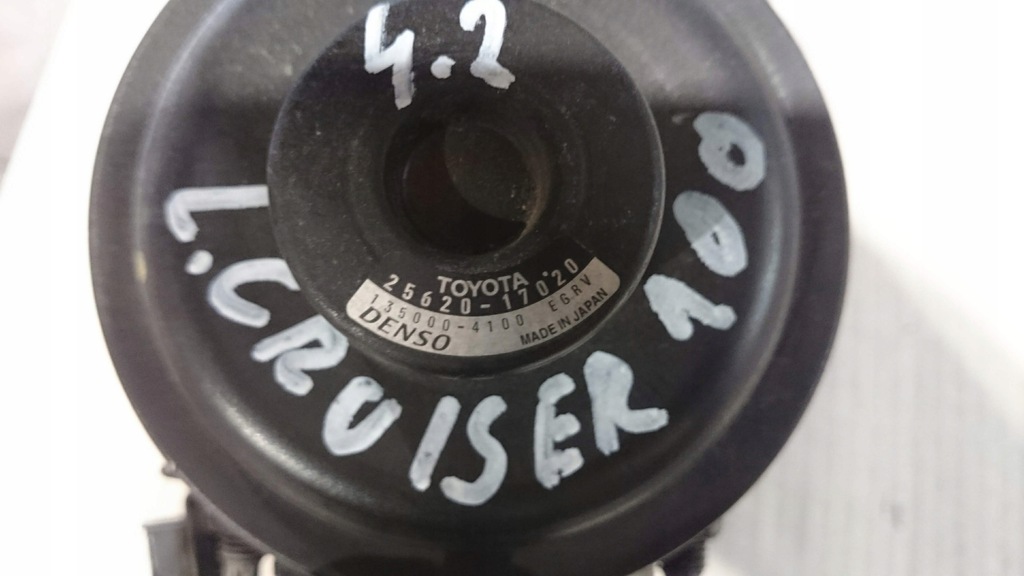 4.2
L.CRUISER 100
TOYOTA
25620-17020
135000-4100 EGRV
DENSO MADE IN JAPAN